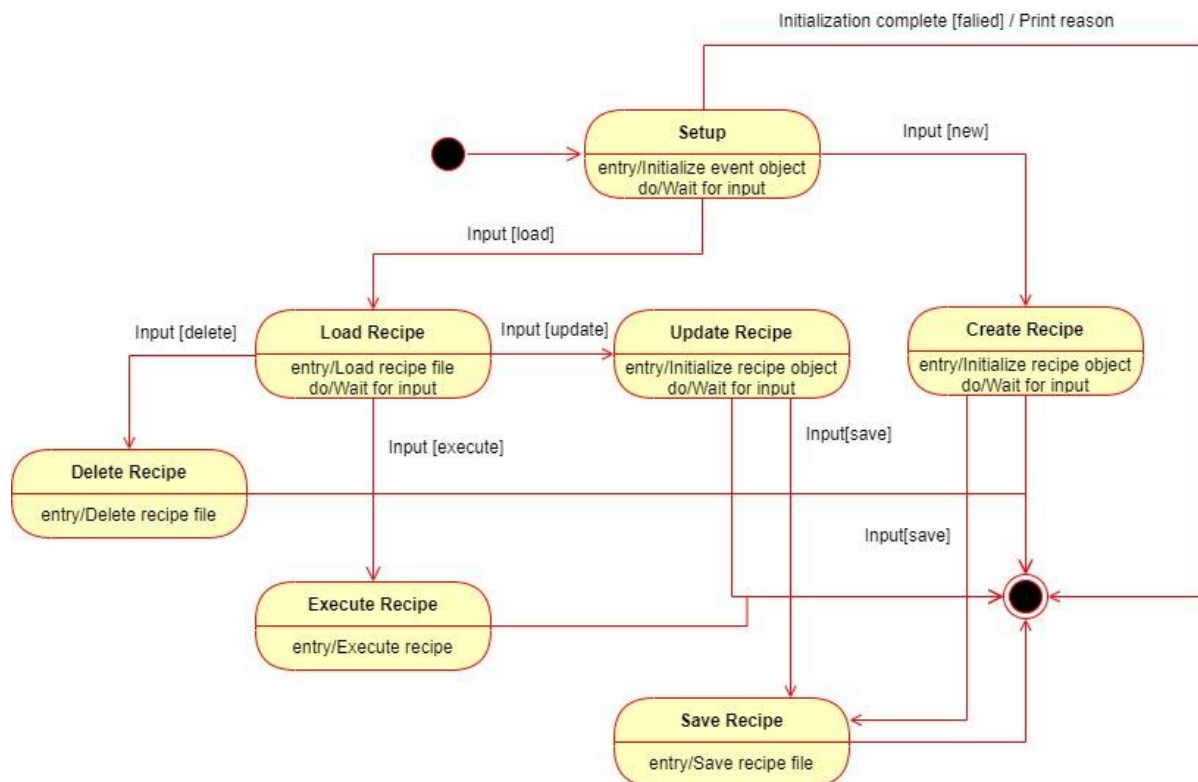 Initialization complete [falied] / Print reason
Setup
entry/Initialize event object
do/Wait for input
Input [new]
Input [load]
Input [delete]
Load Recipe
entry/Load recipe file
do/Wait for input
Input [update]
Update Recipe
entry/Initialize recipe object
do/Wait for input
Create Recipe
entry/Initialize recipe object
do/Wait for input
Input [execute]
Input[save]
Delete Recipe
entry/Delete recipe file
Input[save]
Execute Recipe
entry/Execute recipe
Save Recipe
entry/Save recipe file